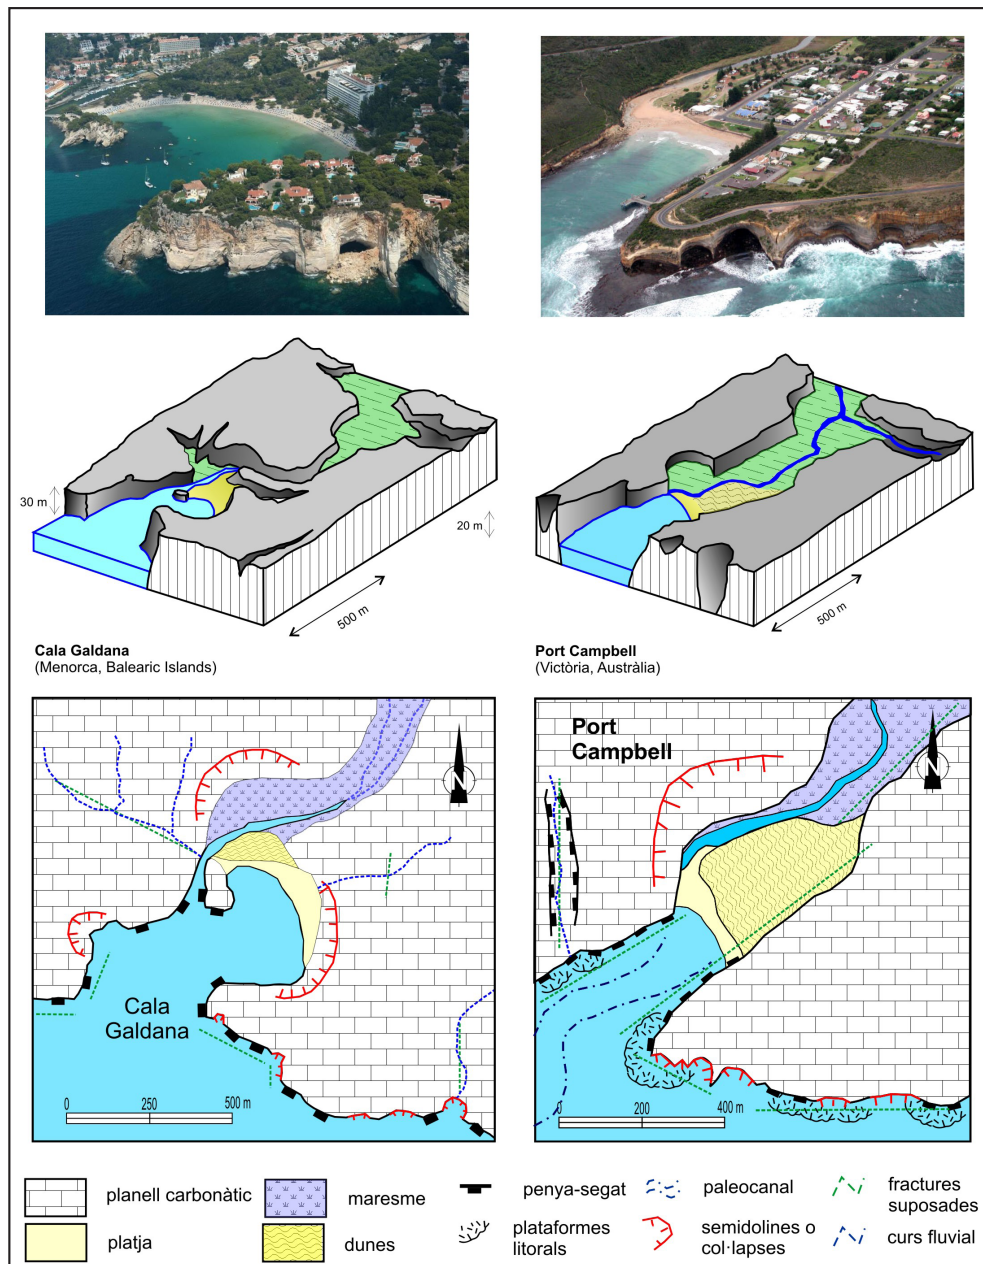 30 m
20 m
500 m
500 m
Cala Galdana
(Menorca, Balearic Islands)
Port Campbell
(Victòria, Austràlia)
N
Cala
Galdana
0 250 500 m
Port
Campbell
N
0 200 400 m
planell carbonàtic
maresme
penya-segat
paleocanal
fractures
suposades
platja
dunes
plataformes
litorals
semidolines o
col·lapses
curs fluvial